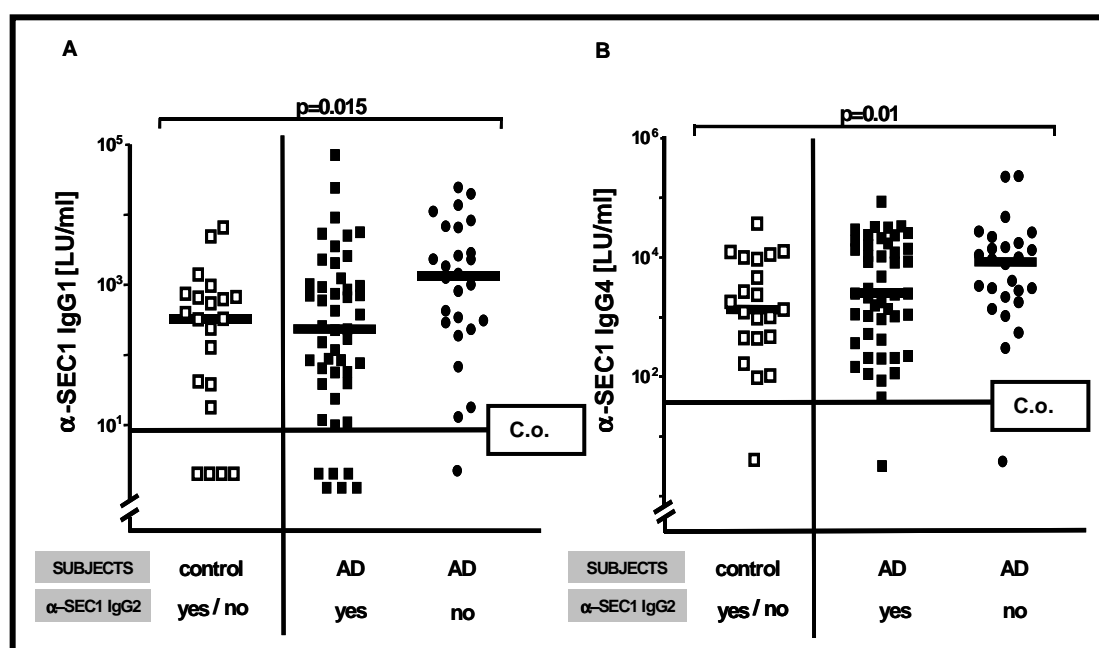 A
p=0.015
10^5
10^3
10^1
α-SEC1 IgG1 [LU/ml]
C.o.
SUBJECTS control AD AD
α–SEC1 IgG2 yes / no yes no
B
p=0.01
10^6
10^4
10^2
α-SEC1 IgG4 [LU/ml]
C.o.
SUBJECTS control AD AD
α–SEC1 IgG2 yes / no yes no